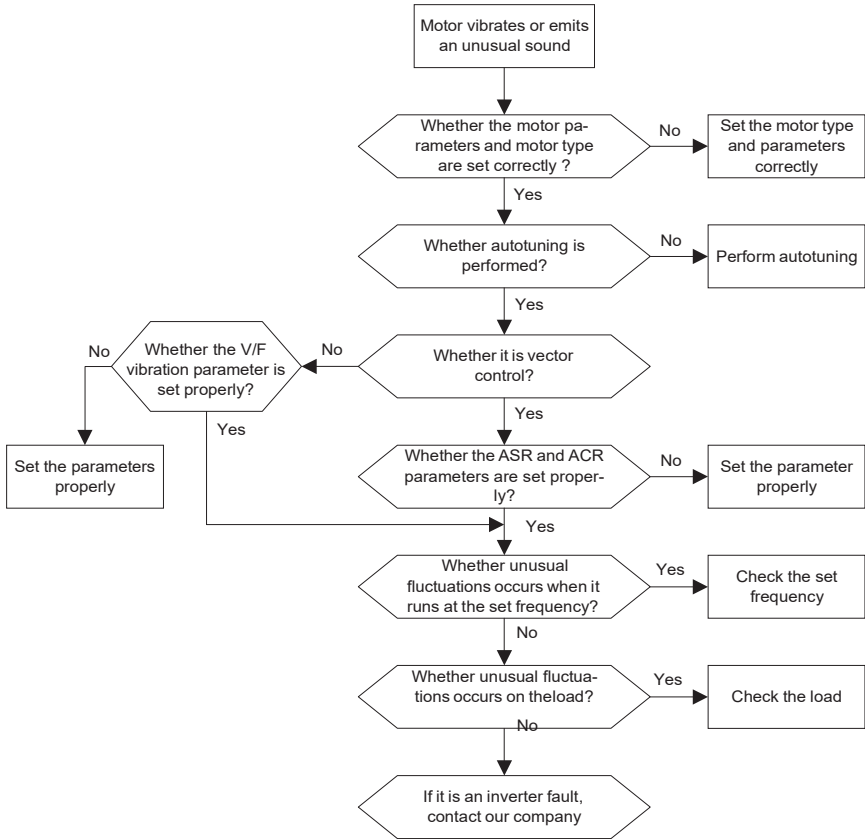 Motor vibrates or emits
an unusual sound
Whether the motor pa-
rameters and motor type
are set correctly ?
No
Set the motor type
and parameters
correctly
Yes
Whether autotuning is
performed?
No
Perform autotuning
Yes
Whether it is vector
control?
No
Whether the V/F
vibration parameter is
set properly?
No
Set the parameters
properly
Yes
Yes
Whether the ASR and ACR
parameters are set proper-
ly?
No
Set the parameter
properly
Yes
Whether unusual
fluctuations occurs when it
runs at the set frequency?
Yes
Check the set
frequency
No
Whether unusual fluctua-
tions occurs on theload?
Yes
Check the load
No
If it is an inverter fault,
contact our company